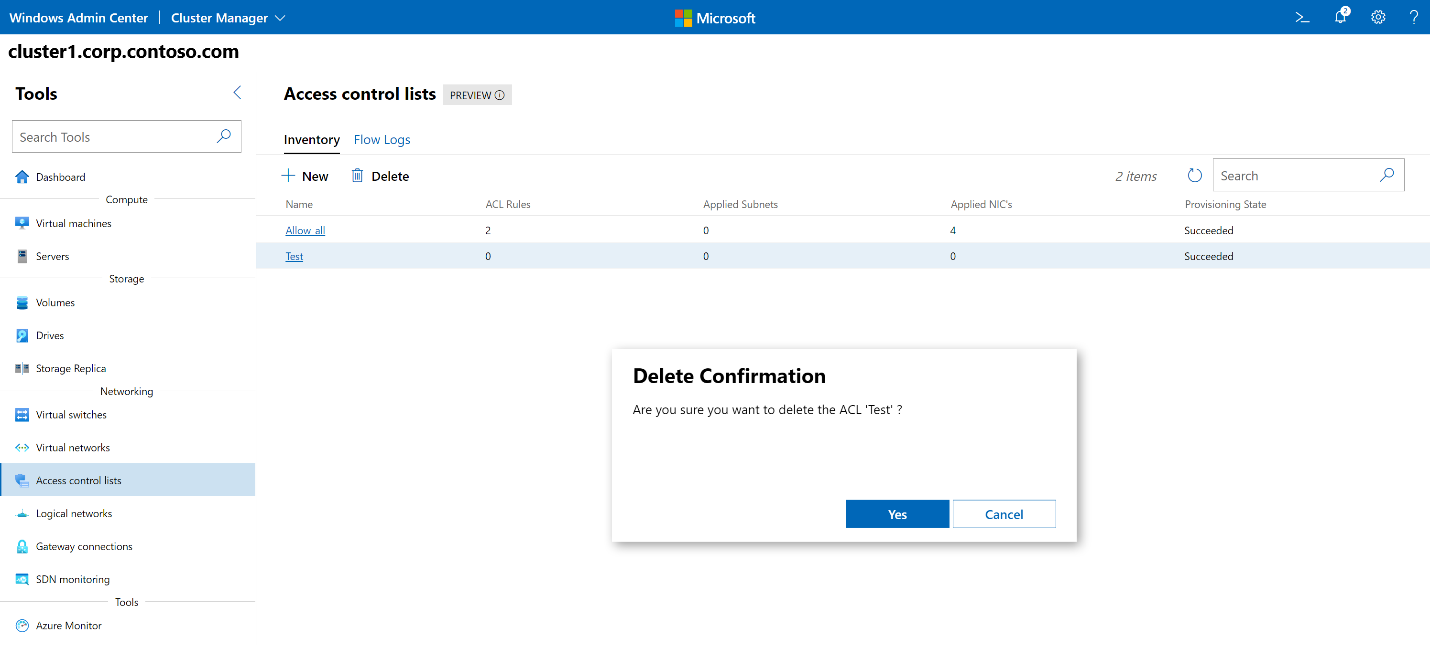 Windows Admin Center | Cluster Manager
Microsoft
2
?
cluster1.corp.contoso.com
Tools
Search Tools
Dashboard
Compute
Virtual machines
Servers
Storage
Volumes
Drives
Storage Replica
Networking
Virtual switches
Virtual networks
Access control lists
Logical networks
Gateway connections
SDN monitoring
Tools
Azure Monitor
Access control lists PREVIEW
Inventory Flow Logs
New Delete 2 items Search
Name ACL Rules Applied Subnets Applied NIC's Provisioning State
Allow_all 2 0 4 Succeeded
Test 0 0 0 Succeeded
Delete Confirmation
Are you sure you want to delete the ACL 'Test' ?
Yes Cancel